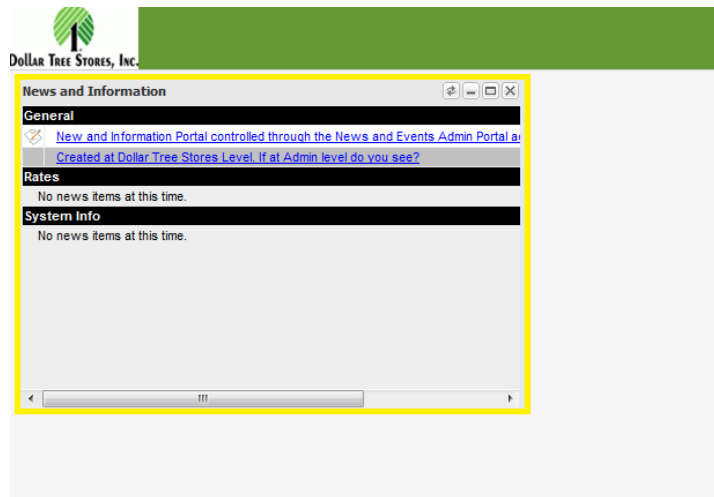 1
DOLLAR TREE STORES, INC.
News and Information
General
New and Information Portal controlled through the News and Events Admin Portal
Created at Dollar Tree Stores Level. If at Admin level do you see?
Rates
No news items at this time.
System Info
No news items at this time.